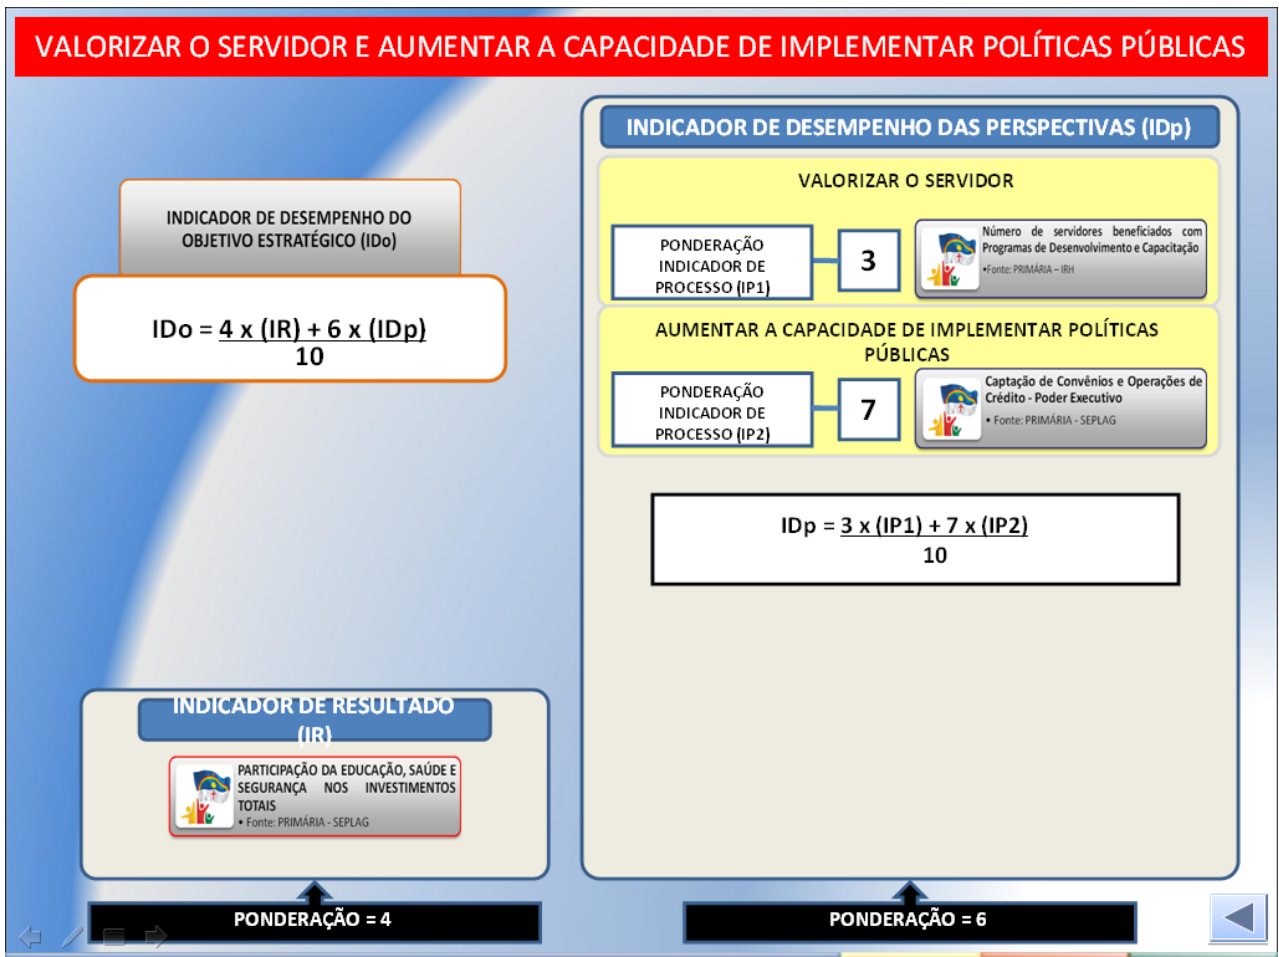 VALORIZAR O SERVIDOR E AUMENTAR A CAPACIDADE DE IMPLEMENTAR POLÍTICAS PÚBLICAS
INDICADOR DE DESEMPENHO DO
OBJETIVO ESTRATÉGICO (IDo)
IDo = 4 x (IR) + 6 x (IDp)
10
INDICADOR DE DESEMPENHO DAS PERSPECTIVAS (IDp)
VALORIZAR O SERVIDOR
PONDERAÇÃO
INDICADOR DE
PROCESSO (IP1)
3
Número de servidores beneficiados com
Programas de Desenvolvimento e Capacitação
•Fonte: PRIMÁRIA – IRH
AUMENTAR A CAPACIDADE DE IMPLEMENTAR POLÍTICAS
PÚBLICAS
PONDERAÇÃO
INDICADOR DE
PROCESSO (IP2)
7
Captação de Convênios e Operações de
Crédito - Poder Executivo
• Fonte: PRIMÁRIA - SEPLAG
IDp = 3 x (IP1) + 7 x (IP2)
10
INDICADOR DE RESULTADO
(IR)
PARTICIPAÇÃO DA EDUCAÇÃO, SAÚDE E
SEGURANÇA NOS INVESTIMENTOS
TOTAIS
• Fonte: PRIMÁRIA - SEPLAG
PONDERAÇÃO = 4
PONDERAÇÃO = 6